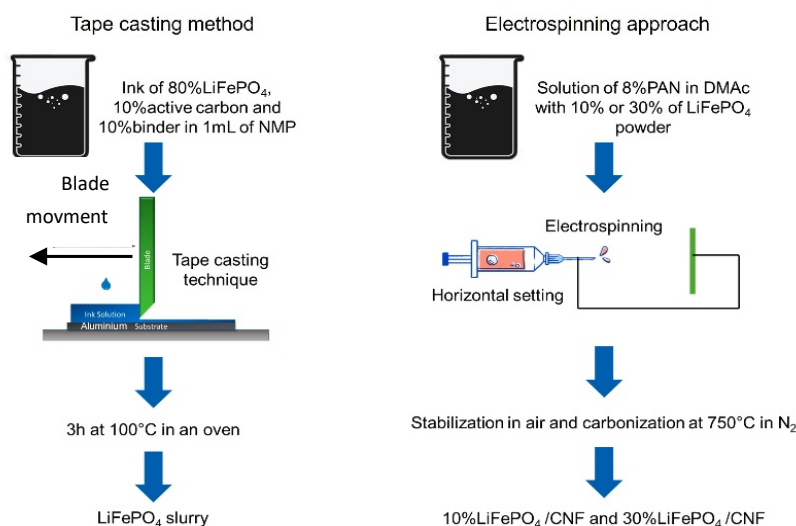 Tape casting method
Ink of 80%LiFePO₄,
10%active carbon and
10%binder in 1mL of NMP
Blade
movment
Blade
Tape casting
technique
Ink Solution
Aluminium Substrate
3h at 100°C in an oven
LiFePO₄ slurry
Electrospinning approach
Solution of 8%PAN in DMAc
with 10% or 30% of LiFePO₄
powder
Electrospinning
Horizontal setting
Stabilization in air and carbonization at 750°C in N₂
10%LiFePO₄ /CNF and 30%LiFePO₄ /CNF